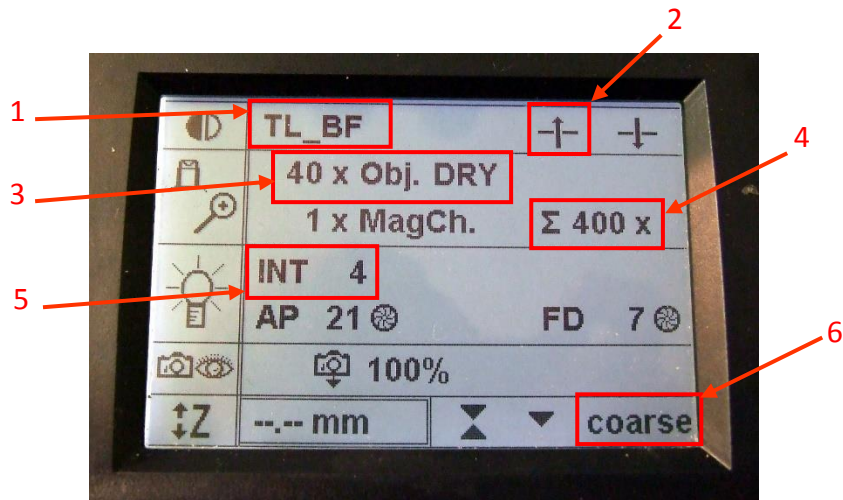 2
1
TL_BF
4
3
40 x Obj. DRY
1 x MagCh. Σ 400 x
5
INT 4
AP 21 FD 7
6
100%
Z --.-- mm coarse